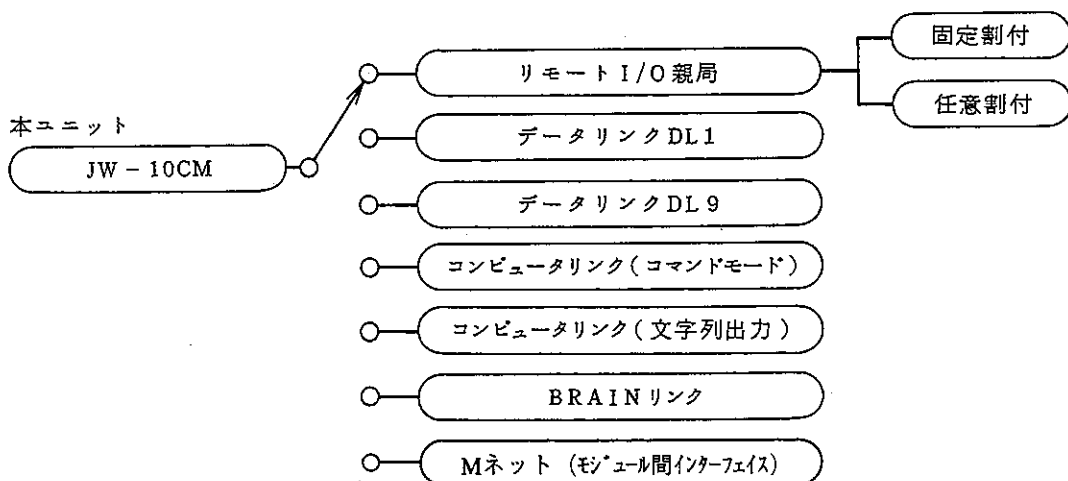 固定割付
リモートI/O親局
任意割付
本ユニット
JW-10CM
データリンクDL1
データリンクDL9
コンピュータリンク(コマンドモード)
コンピュータリンク(文字列出力)
BRAINリンク
Mネット (モジュール間インターフェイス)